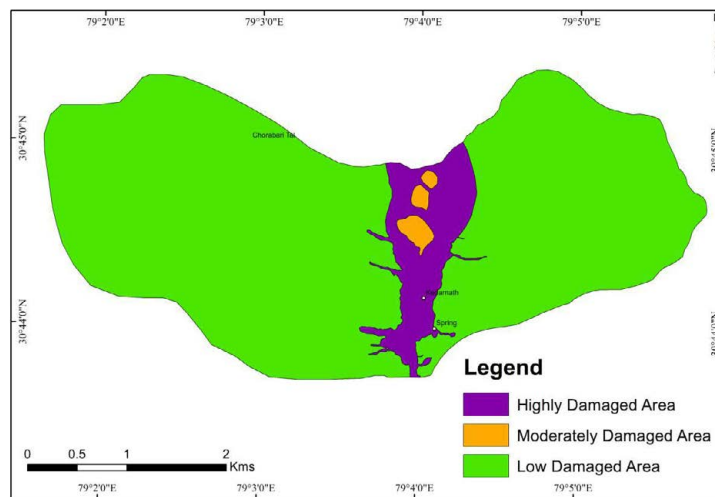 79°2'0"E 79°3'0"E 79°4'0"E 79°5'0"E
30°45'0"N
Chorabari Tal
30°44'0"N
Kedarnath
Spring
Legend
Highly Damaged Area
Moderately Damaged Area
Low Damaged Area
0 0.5 1 2
Kms
79°2'0"E 79°3'0"E 79°4'0"E 79°5'0"E